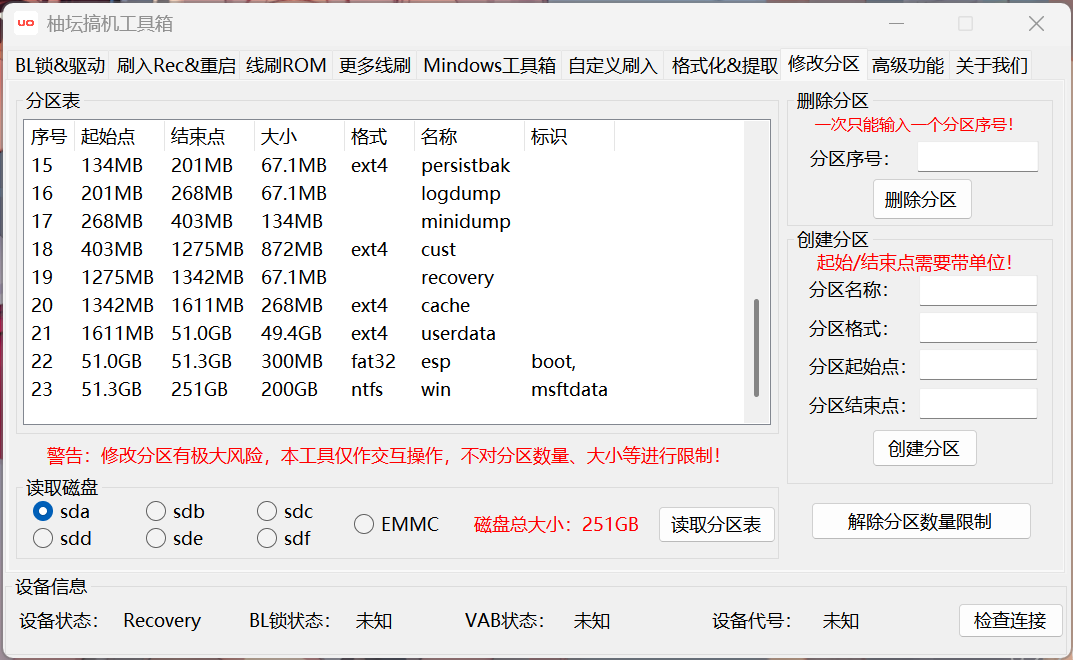 UO 柚坛搞机工具箱
BL锁&驱动 刷入Rec&重启 线刷ROM 更多线刷 Mindows工具箱 自定义刷入 格式化&提取 修改分区 高级功能 关于我们
分区表
序号 起始点 结束点 大小 格式 名称 标识
15 134MB 201MB 67.1MB ext4 persistbak
16 201MB 268MB 67.1MB logdump
17 268MB 403MB 134MB minidump
18 403MB 1275MB 872MB ext4 cust
19 1275MB 1342MB 67.1MB recovery
20 1342MB 1611MB 268MB ext4 cache
21 1611MB 51.0GB 49.4GB ext4 userdata
22 51.0GB 51.3GB 300MB fat32 esp boot,
23 51.3GB 251GB 200GB ntfs win msftdata
警告：修改分区有极大风险，本工具仅作交互操作，不对分区数量、大小等进行限制！
读取磁盘
sda sdb sdc
sdd sde sdf
EMMC 磁盘总大小：251GB 读取分区表
删除分区
一次只能输入一个分区序号！
分区序号：
删除分区
创建分区
起始/结束点需要带单位！
分区名称：
分区格式：
分区起始点：
分区结束点：
创建分区
解除分区数量限制
设备信息
设备状态： Recovery BL锁状态： 未知 VAB状态： 未知 设备代号： 未知 检查连接